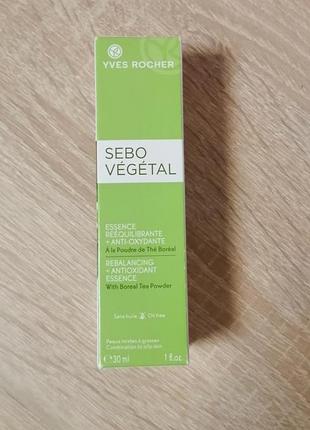 YVES ROCHER
SEBO
VÉGÉTAL
ESSENCE
RÉÉQUILIBRANTE
+ ANTI-OXYDANTE
À la Poudre de Thé Boréal
REBALANCING
+ ANTIOXIDANT
ESSENCE
With Boreal Tea Powder
Sans huile Oil free
Peaux mixtes à grasses
Combination to oily skin
℮ 30 ml 1 fl.oz.